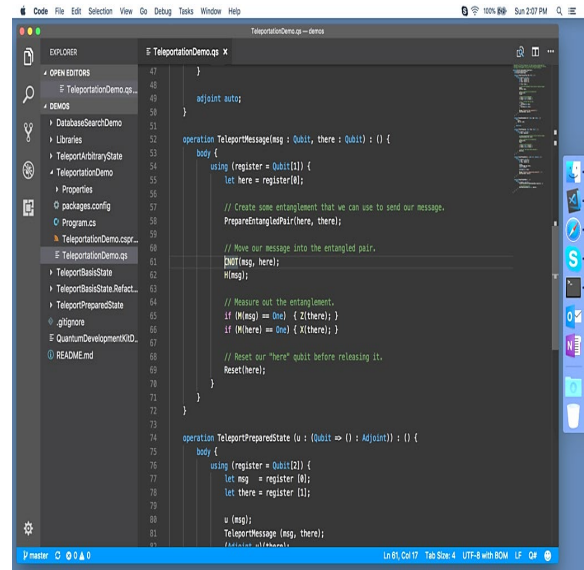 Code File Edit Selection View Go Debug Tasks Window Help 100% Sun 2:07 PM
TeleportationDemo.qs — demos
EXPLORER
TeleportationDemo.qs
OPEN EDITORS
TeleportationDemo.qs...
DEMOS
DatabaseSearchDemo
Libraries
TeleportArbitraryState
TeleportationDemo
Properties
packages.config
Program.cs
TeleportationDemo.cspr...
TeleportationDemo.qs
TeleportBasisState
TeleportBasisState.Refact...
TeleportPreparedState
.gitignore
QuantumDevelopmentKitD...
README.md
47 }
48
49 adjoint auto;
50 }
51
52 operation TeleportMessage(msg : Qubit, there : Qubit) : () {
53 body {
54 using (register = Qubit[1]) {
55 let here = register[0];
56
57 // Create some entanglement that we can use to send our message.
58 PrepareEntangledPair(here, there);
59
60 // Move our message into the entangled pair.
61 CNOT(msg, here);
62 H(msg);
63
64 // Measure out the entanglement.
65 if (M(msg) == One) { Z(there); }
66 if (M(here) == One) { X(there); }
67
68 // Reset our "here" qubit before releasing it.
69 Reset(here);
70 }
71 }
72 }
73
74 operation TeleportPreparedState (u : (Qubit => () : Adjoint)) : () {
75 body {
76 using (register = Qubit[2]) {
77 let msg = register [0];
78 let there = register [1];
79
80 u (msg);
81 TeleportMessage (msg, there);
82 (Adjoint u)(there);
master 0 0 Ln 61, Col 17 Tab Size: 4 UTF-8 with BOM LF Q#